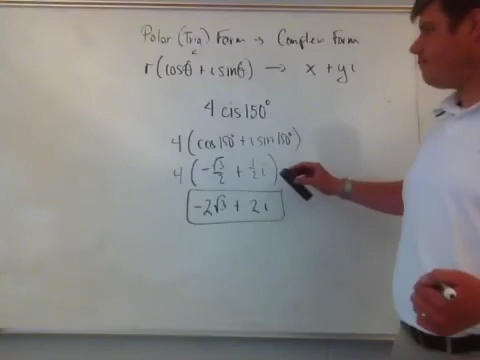 Polar (Trig) Form → Complex Form
r(cosθ + i sinθ) → x + yi
4 cis 150°
4(cos 150° + i sin 150°)
4(-√3/2 + 1/2 i)
-2√3 + 2i